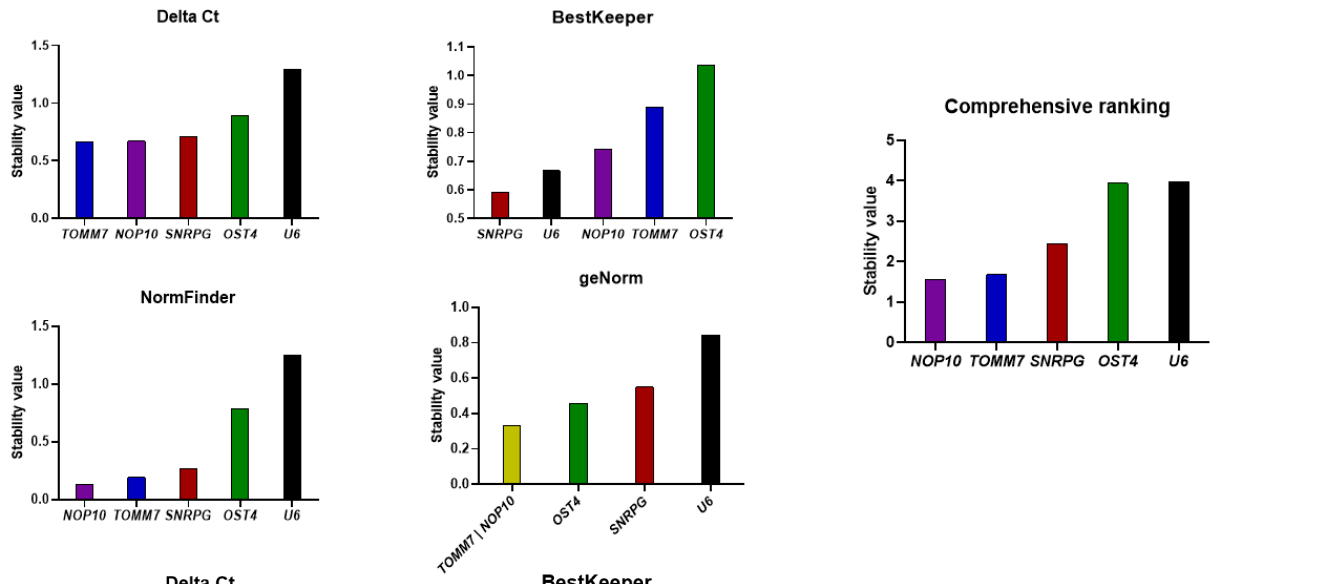 Delta Ct
Stability value
1.5
1.0
0.5
0.0
TOMM7 NOP10 SNRPG OST4 U6
BestKeeper
Stability value
1.1
1.0
0.9
0.8
0.7
0.6
0.5
SNRPG U6 NOP10 TOMM7 OST4
NormFinder
Stability value
1.5
1.0
0.5
0.0
NOP10 TOMM7 SNRPG OST4 U6
geNorm
Stability value
1.0
0.8
0.6
0.4
0.2
0.0
TOMM7 | NOP10 OST4 SNRPG U6
Comprehensive ranking
Stability value
5
4
3
2
1
0
NOP10 TOMM7 SNRPG OST4 U6
Delta Ct
BestKeeper